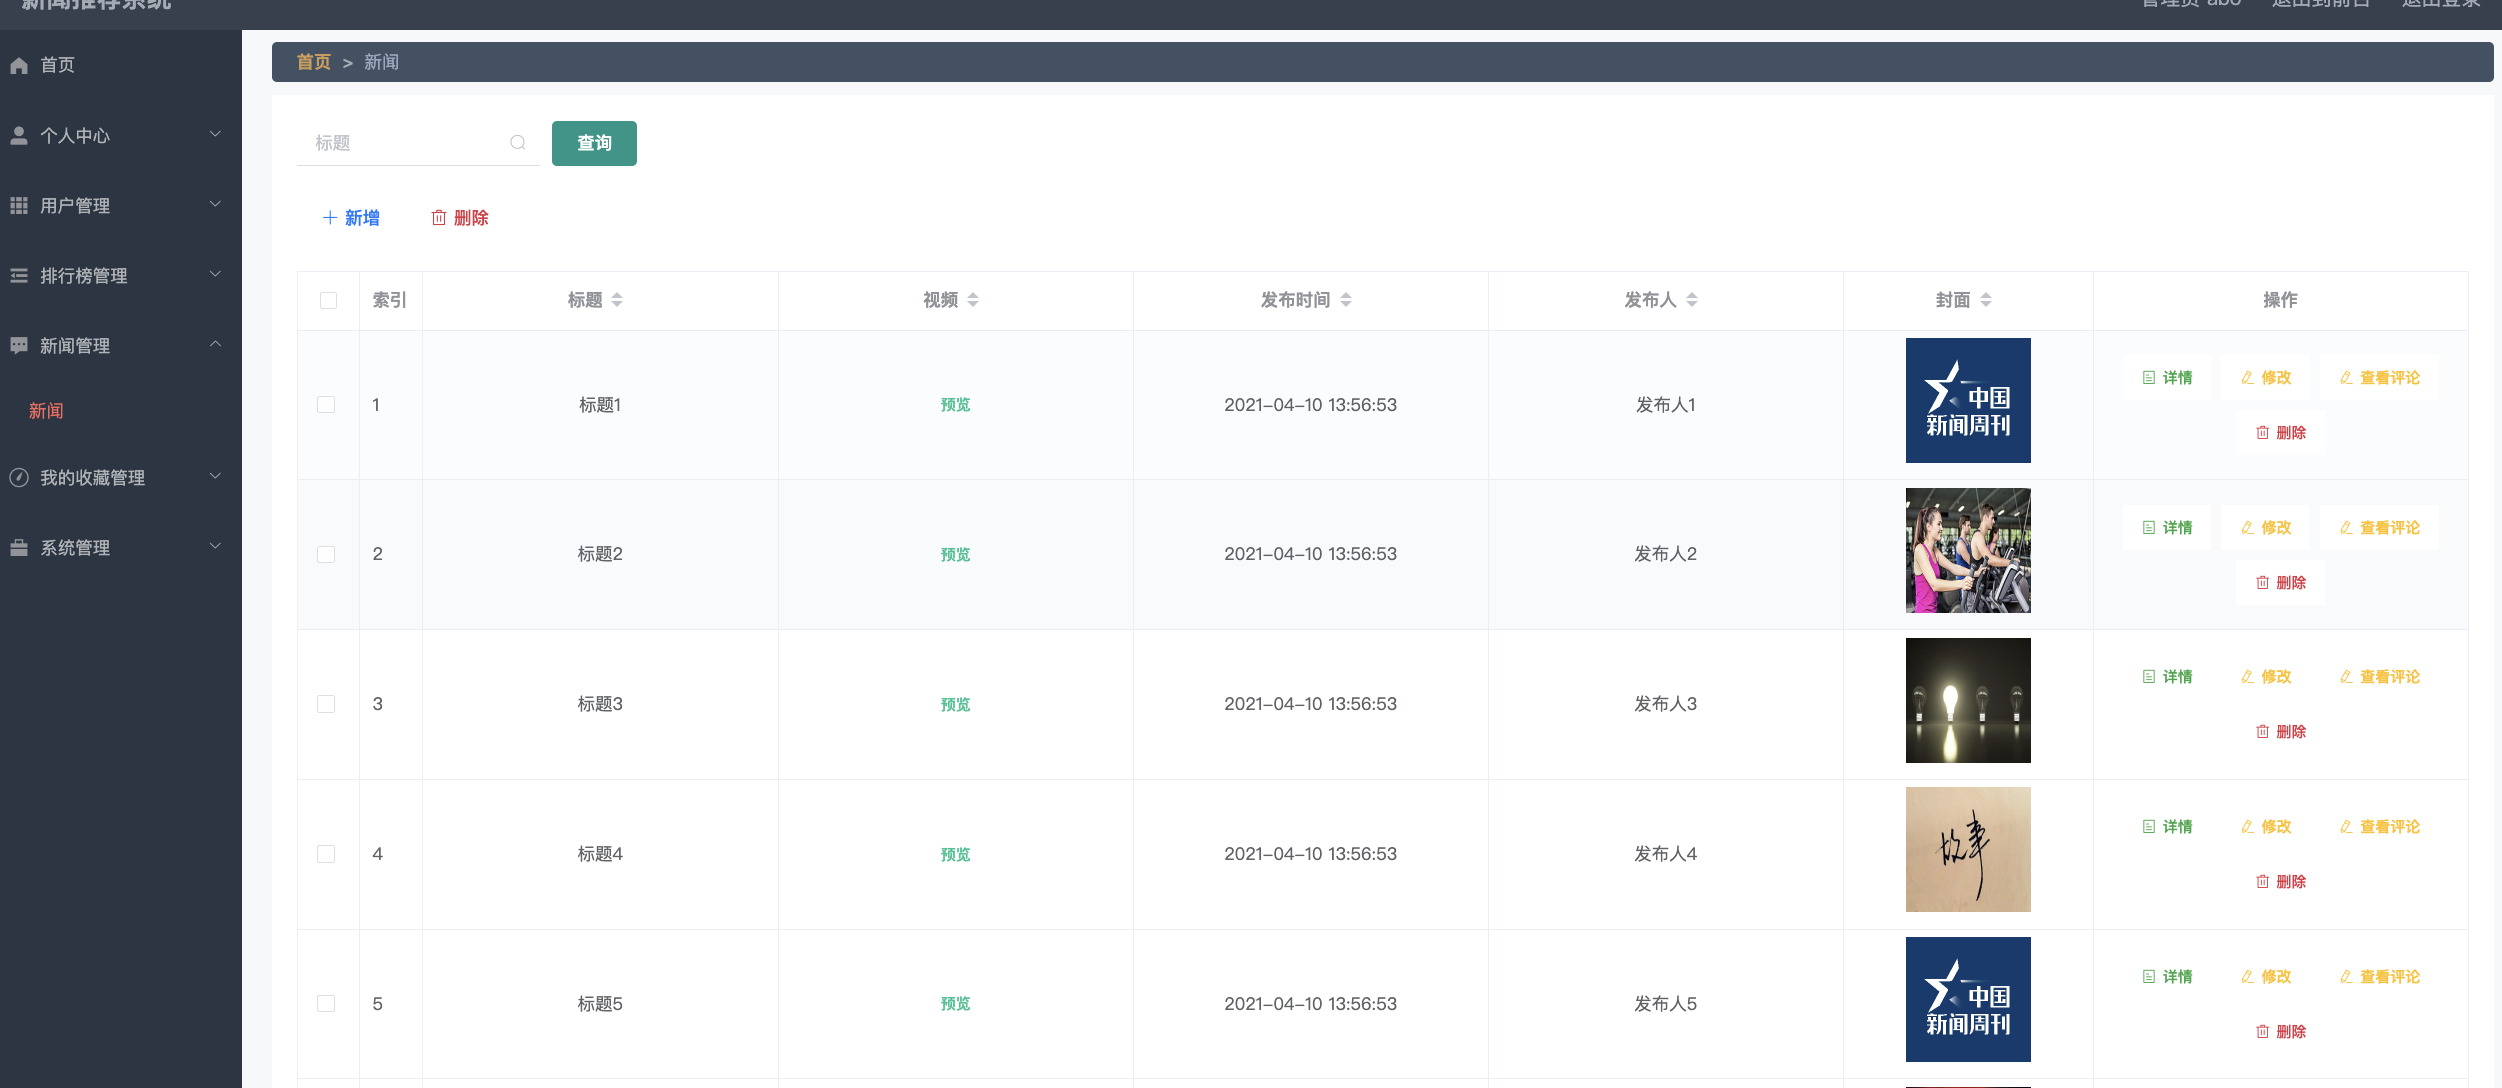 新闻推荐系统
管理员 abo 退出到前台 退出登录
首页
个人中心
用户管理
排行榜管理
新闻管理
新闻
我的收藏管理
系统管理
首页 > 新闻
标题 查询
新增 删除
索引 标题 视频 发布时间 发布人 封面 操作
1 标题1 预览 2021-04-10 13:56:53 发布人1
中国
新闻周刊
详情 修改 查看评论
删除
2 标题2 预览 2021-04-10 13:56:53 发布人2
详情 修改 查看评论
删除
3 标题3 预览 2021-04-10 13:56:53 发布人3
详情 修改 查看评论
删除
4 标题4 预览 2021-04-10 13:56:53 发布人4
故事
详情 修改 查看评论
删除
5 标题5 预览 2021-04-10 13:56:53 发布人5
中国
新闻周刊
详情 修改 查看评论
删除